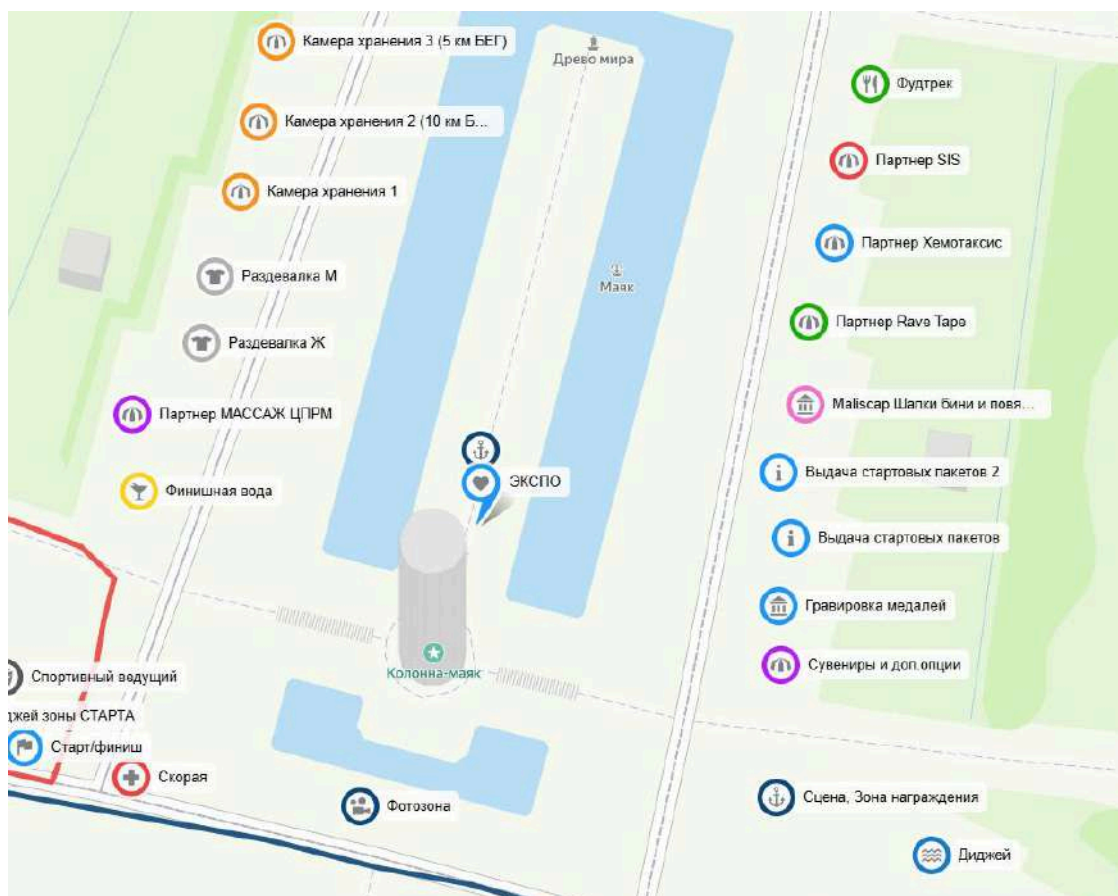 Камера хранения 3 (5 км БЕГ)
Древо мира
Фудтрек
Камера хранения 2 (10 км Б...
Партнер SIS
Камера хранения 1
Партнер Хемотаксис
Раздевалка М
Маяк
Партнер Rave Tape
Раздевалка Ж
Партнер МАССАЖ ЦПРМ
Maliscap Шапки бини и повя...
Выдача стартовых пакетов 2
ЭКСПО
Финишная вода
Выдача стартовых пакетов
Гравировка медалей
Сувениры и доп.опции
Колонна-маяк
Спортивный ведущий
джей зоны СТАРТА
Старт/финиш
Скорая
Сцена, Зона награждения
Фотозона
Диджей